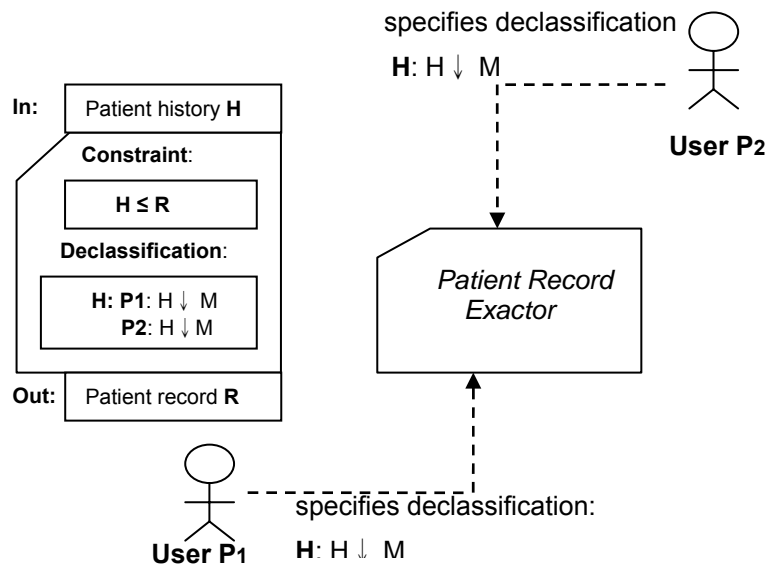 specifies declassification
H: H ↓ M
User P2
In: Patient history H
Constraint:
H ≤ R
Declassification:
H: P1: H ↓ M
P2: H ↓ M
Out: Patient record R
Patient Record
Exactor
User P1
specifies declassification:
H: H ↓ M